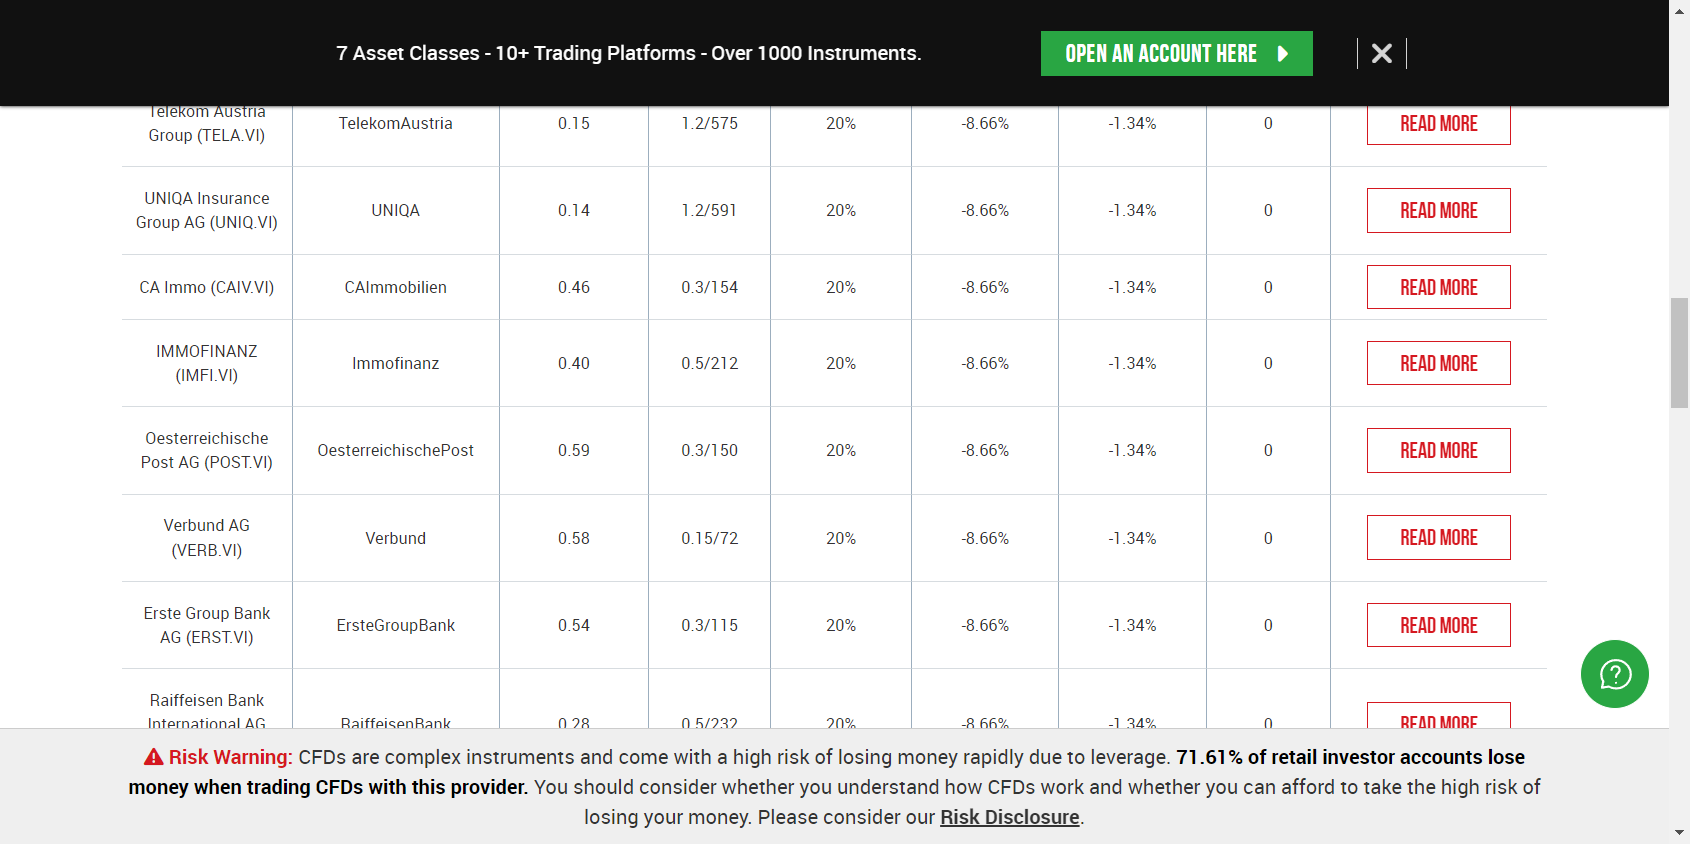 7 Asset Classes - 10+ Trading Platforms - Over 1000 Instruments.
OPEN AN ACCOUNT HERE
Telekom Austria
Group (TELA.VI) TelekomAustria 0.15 1.2/575 20% -8.66% -1.34% 0 READ MORE
UNIQA Insurance
Group AG (UNIQ.VI) UNIQA 0.14 1.2/591 20% -8.66% -1.34% 0 READ MORE
CA Immo (CAIV.VI) CAImmobilien 0.46 0.3/154 20% -8.66% -1.34% 0 READ MORE
IMMOFINANZ
(IMFI.VI) Immofinanz 0.40 0.5/212 20% -8.66% -1.34% 0 READ MORE
Oesterreichische
Post AG (POST.VI) OesterreichischePost 0.59 0.3/150 20% -8.66% -1.34% 0 READ MORE
Verbund AG
(VERB.VI) Verbund 0.58 0.15/72 20% -8.66% -1.34% 0 READ MORE
Erste Group Bank
AG (ERST.VI) ErsteGroupBank 0.54 0.3/115 20% -8.66% -1.34% 0 READ MORE
Raiffeisen Bank
International AG RaiffeisenBank 0.28 0.5/232 20% -8.66% -1.34% 0 READ MORE
Risk Warning: CFDs are complex instruments and come with a high risk of losing money rapidly due to leverage. 71.61% of retail investor accounts lose
money when trading CFDs with this provider. You should consider whether you understand how CFDs work and whether you can afford to take the high risk of
losing your money. Please consider our Risk Disclosure.